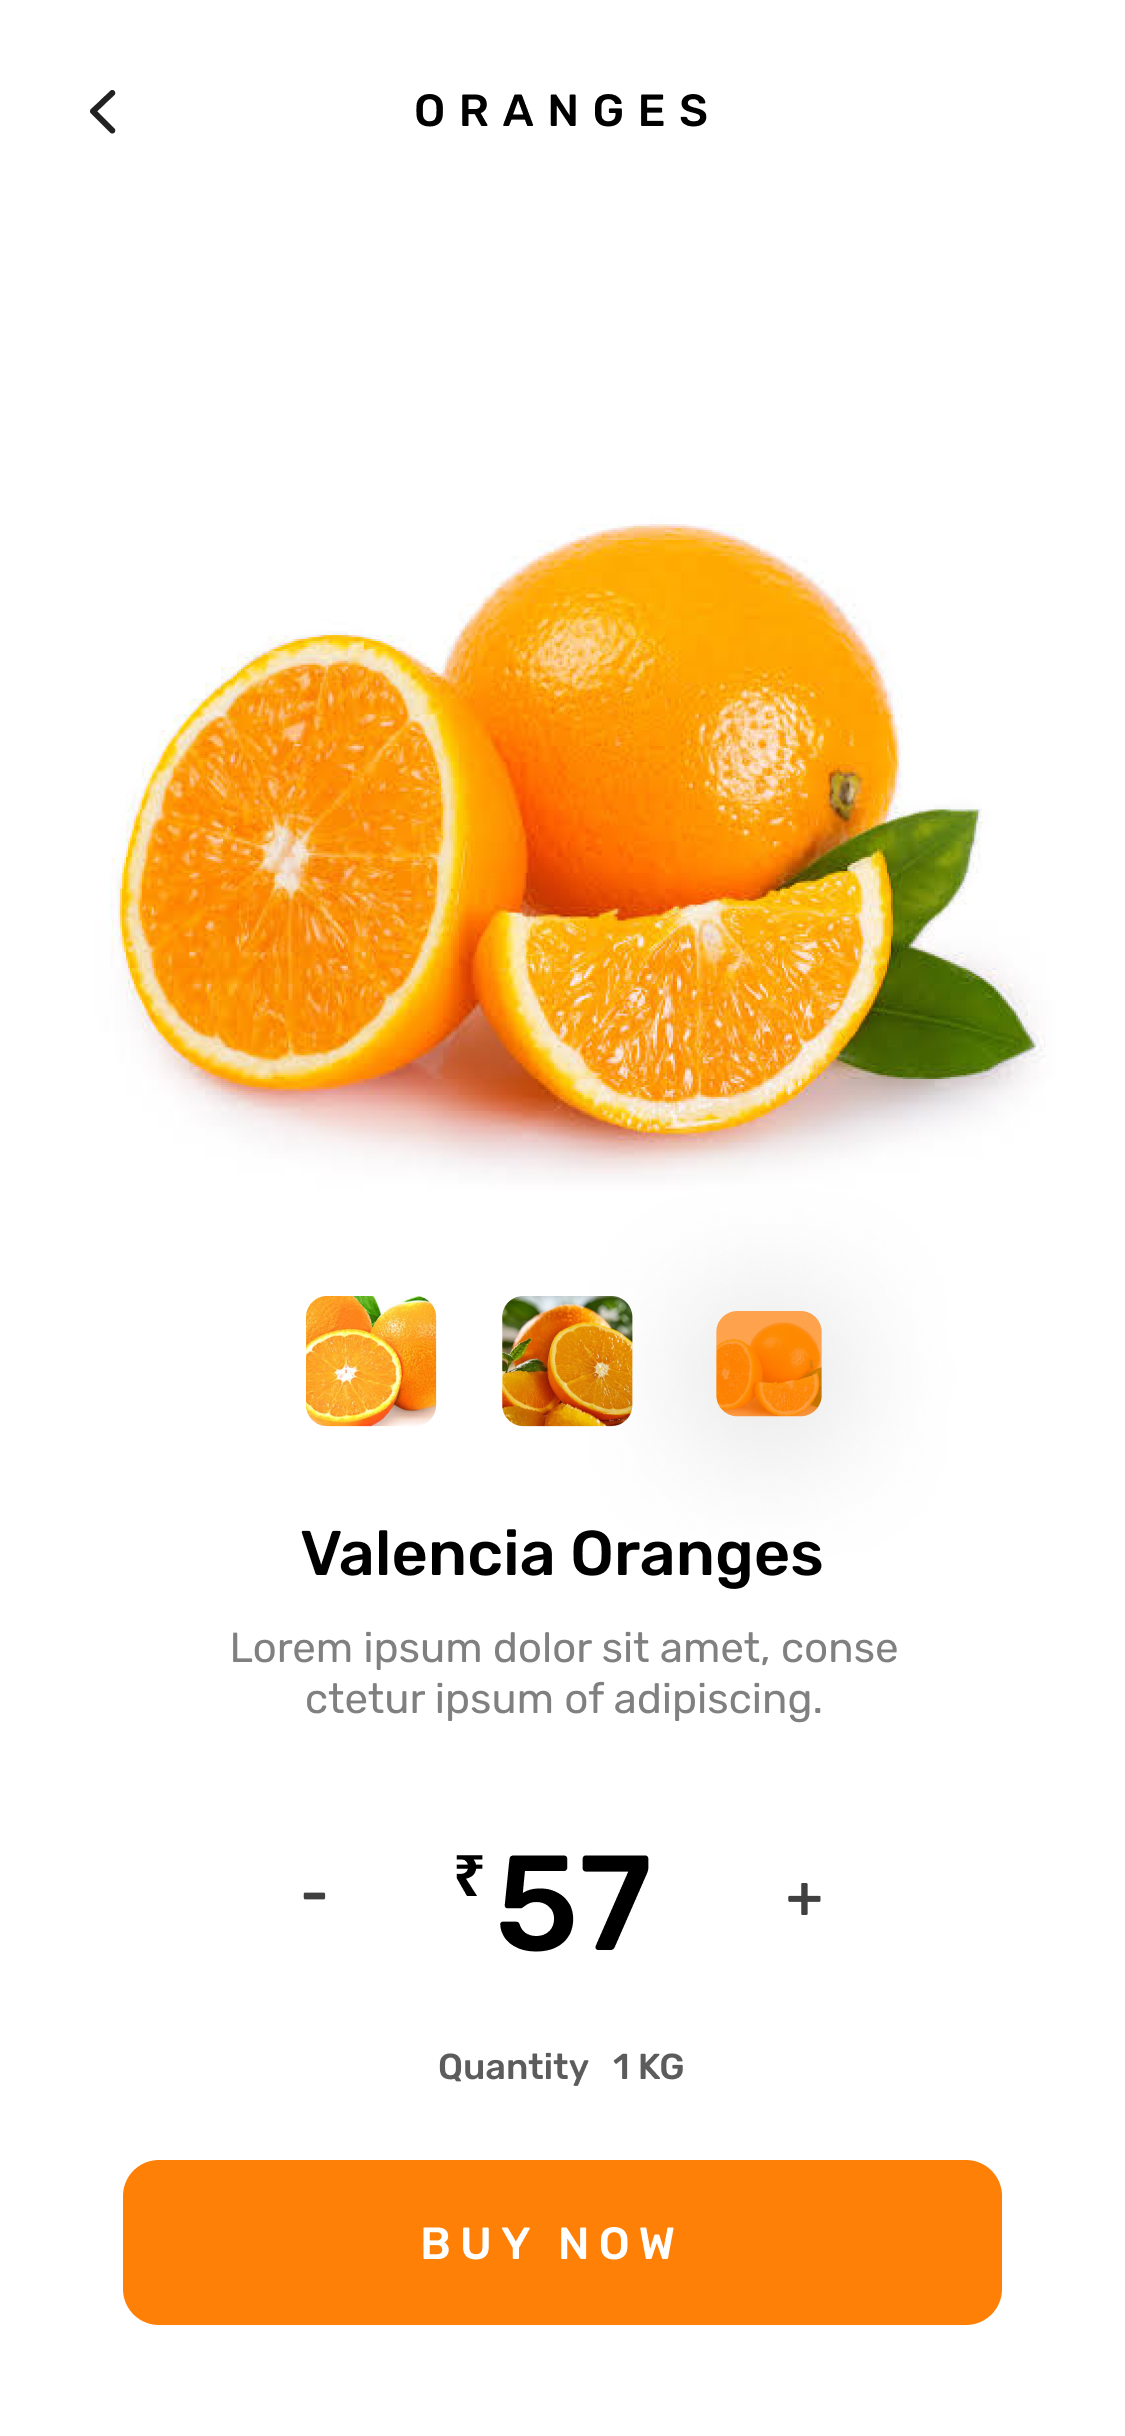 ORANGES
Valencia Oranges
Lorem ipsum dolor sit amet, conse
ctetur ipsum of adipiscing.
- ₹57 +
Quantity 1 KG
BUY NOW